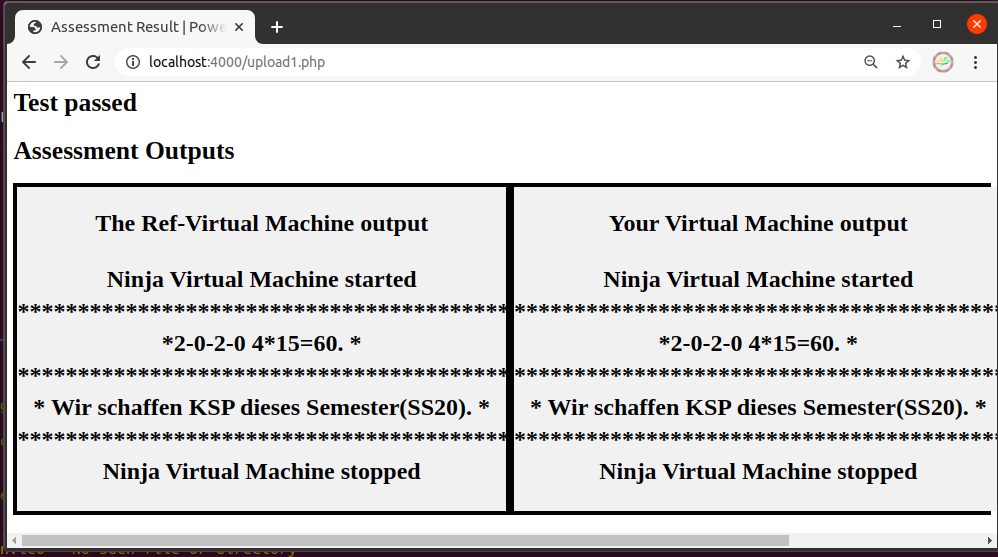 Assessment Result | Powe
localhost:4000/upload1.php
Test passed
Assessment Outputs
The Ref-Virtual Machine output
Ninja Virtual Machine started
*****************************************
*2-0-2-0 4*15=60. *
*****************************************
* Wir schaffen KSP dieses Semester(SS20). *
*****************************************
Ninja Virtual Machine stopped
Your Virtual Machine output
Ninja Virtual Machine started
*****************************************
*2-0-2-0 4*15=60. *
*****************************************
* Wir schaffen KSP dieses Semester(SS20). *
*****************************************
Ninja Virtual Machine stopped